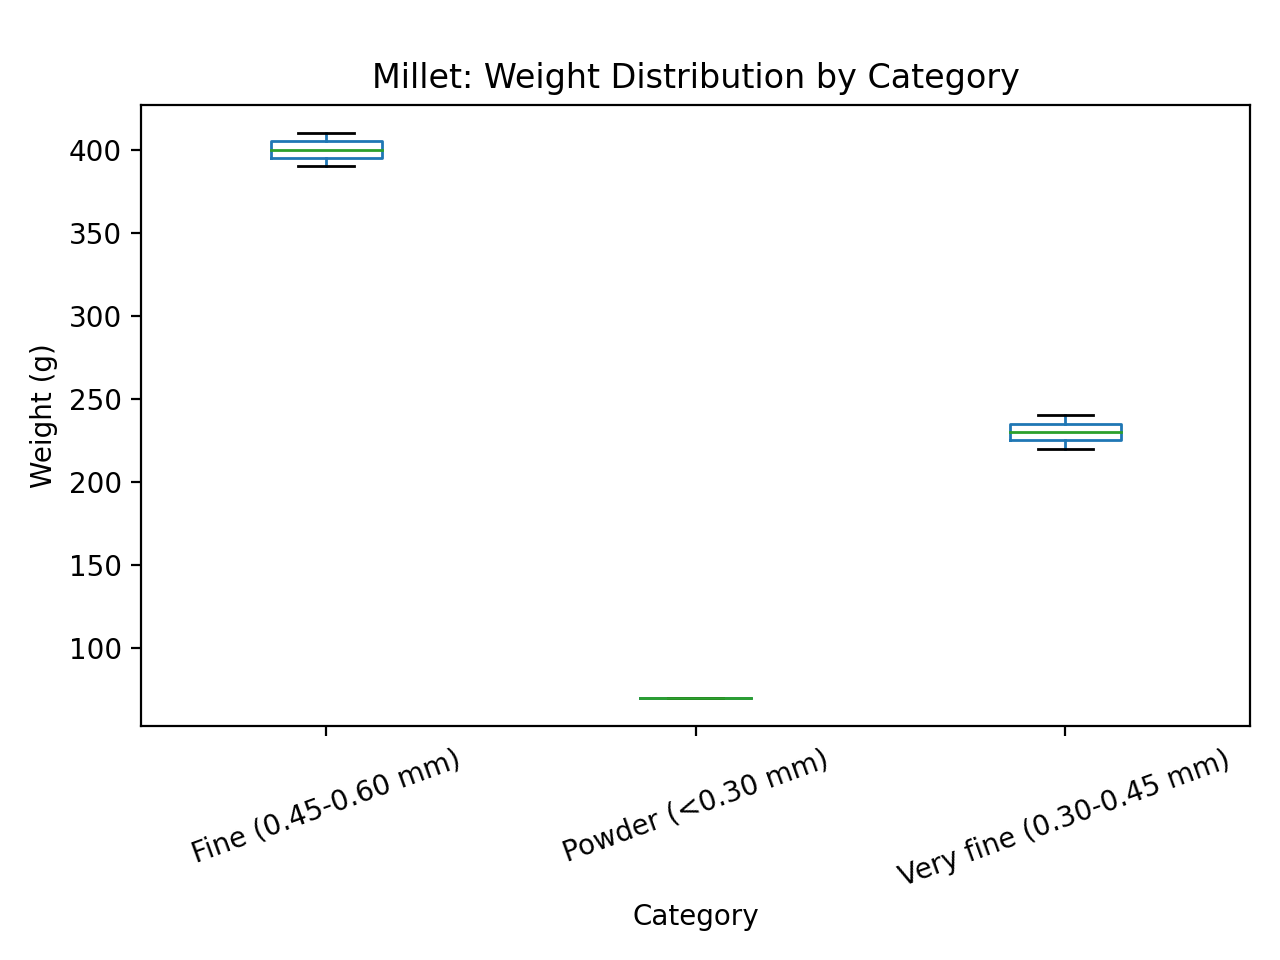 Millet: Weight Distribution by Category
Weight (g)
400
350
300
250
200
150
100
Fine (0.45-0.60 mm)
Powder (<0.30 mm)
Very fine (0.30-0.45 mm)
Category